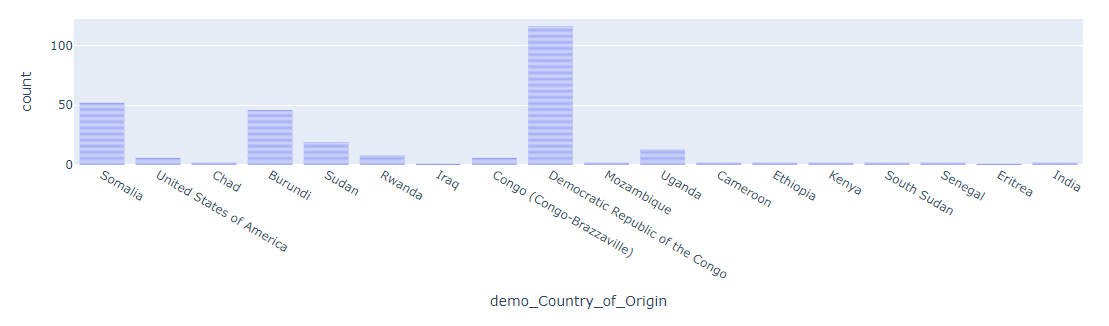 100
50
0
count
Somalia
United States of America
Chad
Burundi
Sudan
Rwanda
Iraq
Congo (Congo-Brazzaville)
Democratic Republic of the Congo
Mozambique
Uganda
Cameroon
Ethiopia
Kenya
South Sudan
Senegal
Eritrea
India
demo_Country_of_Origin